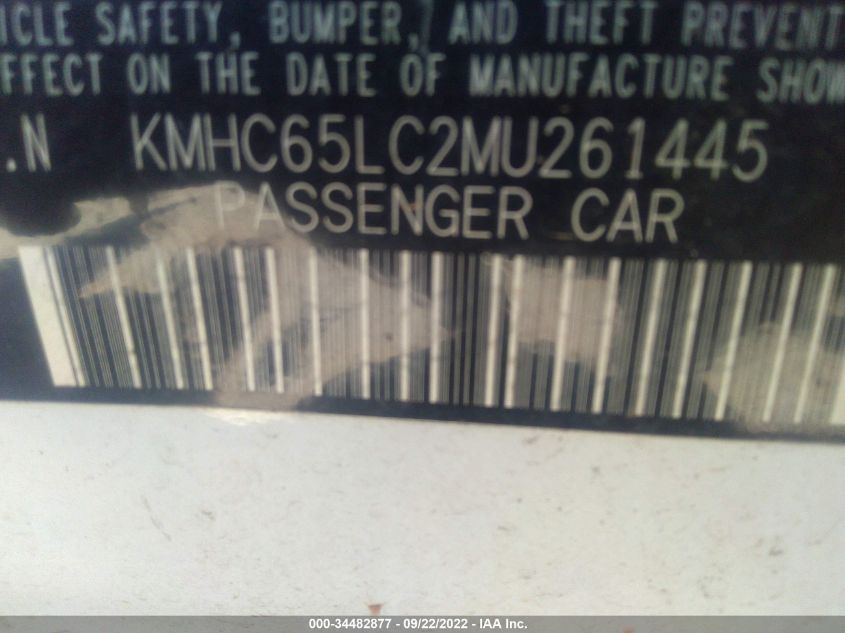 ICLE SAFETY, BUMPER, AND THEFT PREVENT
FFECT ON THE DATE OF MANUFACTURE SHOW
.N KMHC65LC2MU261445
PASSENGER CAR
000-34482877 - 09/22/2022 - IAA Inc.